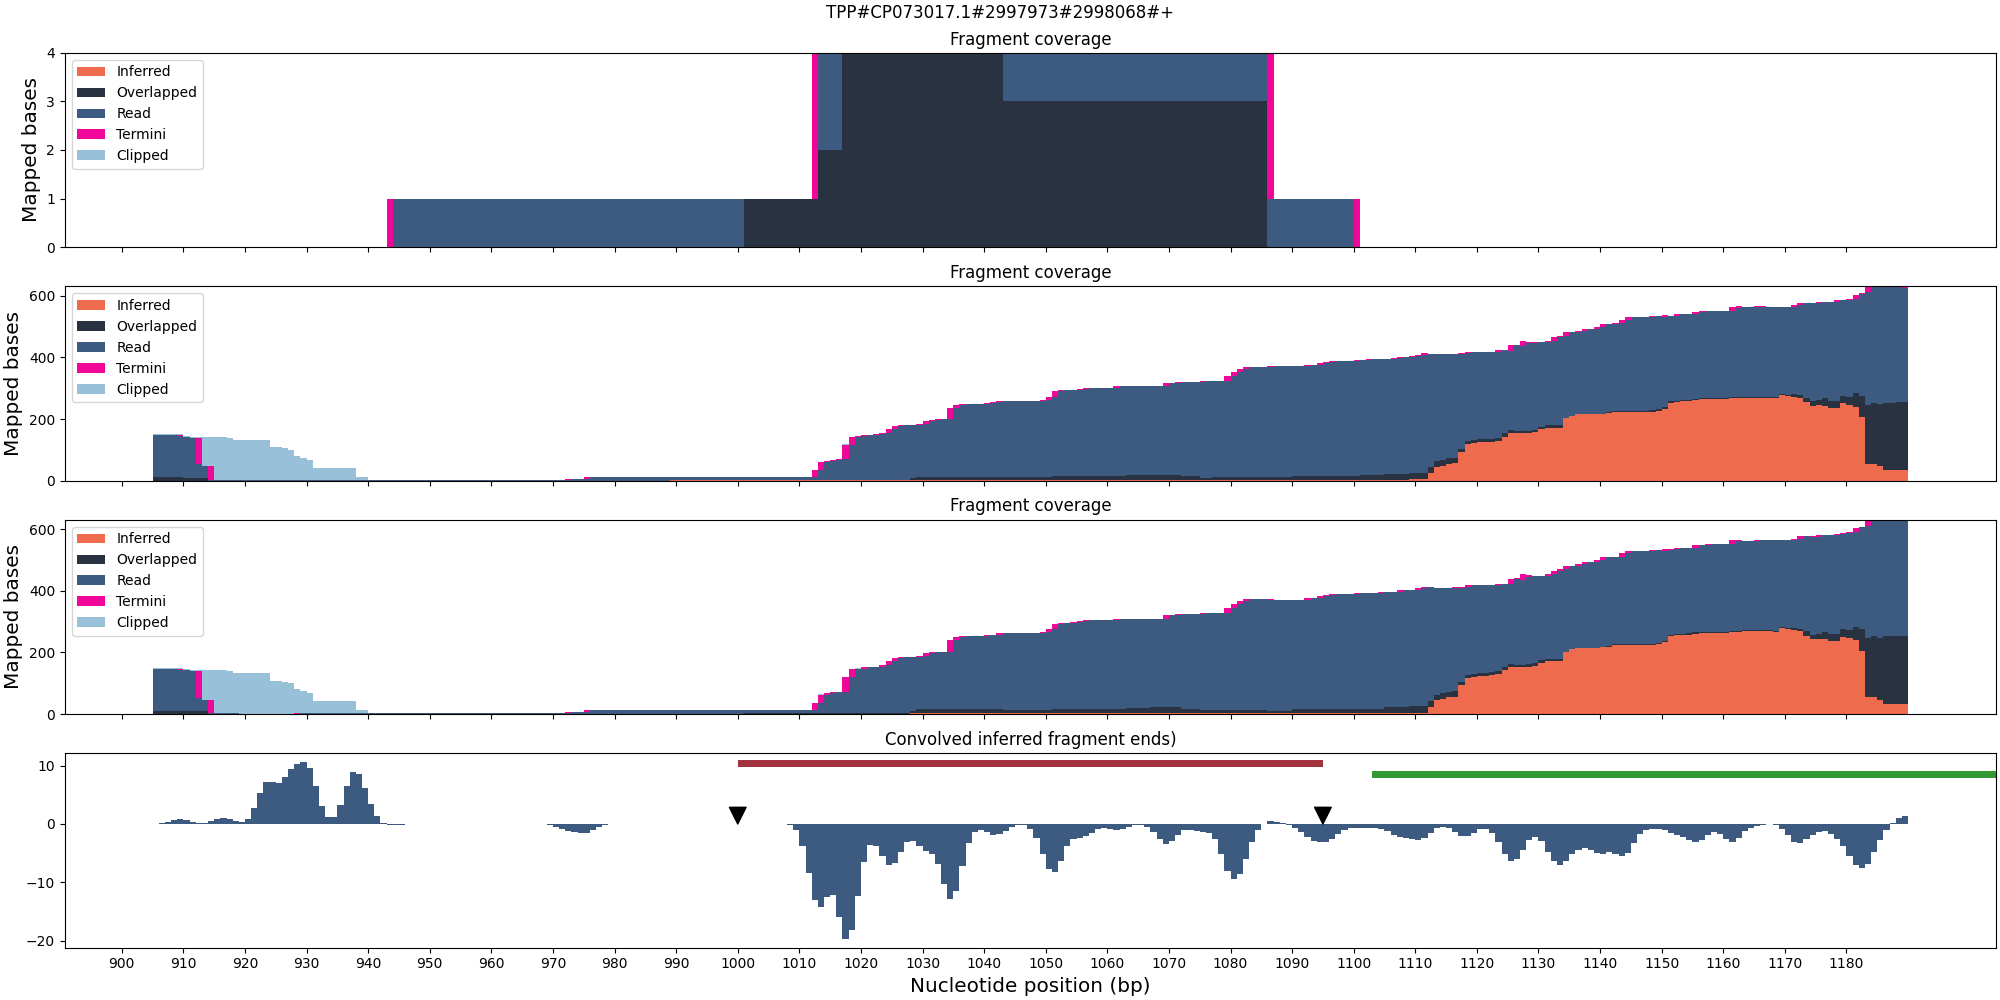 TPP#CP073017.1#2997973#2998068#+
Fragment coverage
Mapped bases
4
3
2
1
0
Inferred
Overlapped
Read
Termini
Clipped
900 910 920 930 940 950 960 970 980 990 1000 1010 1020 1030 1040 1050 1060 1070 1080 1090 1100 1110 1120 1130 1140 1150 1160 1170 1180
Fragment coverage
Mapped bases
600
400
200
0
Inferred
Overlapped
Read
Termini
Clipped
Fragment coverage
Mapped bases
600
400
200
0
Inferred
Overlapped
Read
Termini
Clipped
Convolved inferred fragment ends)
10
0
−10
−20
Nucleotide position (bp)